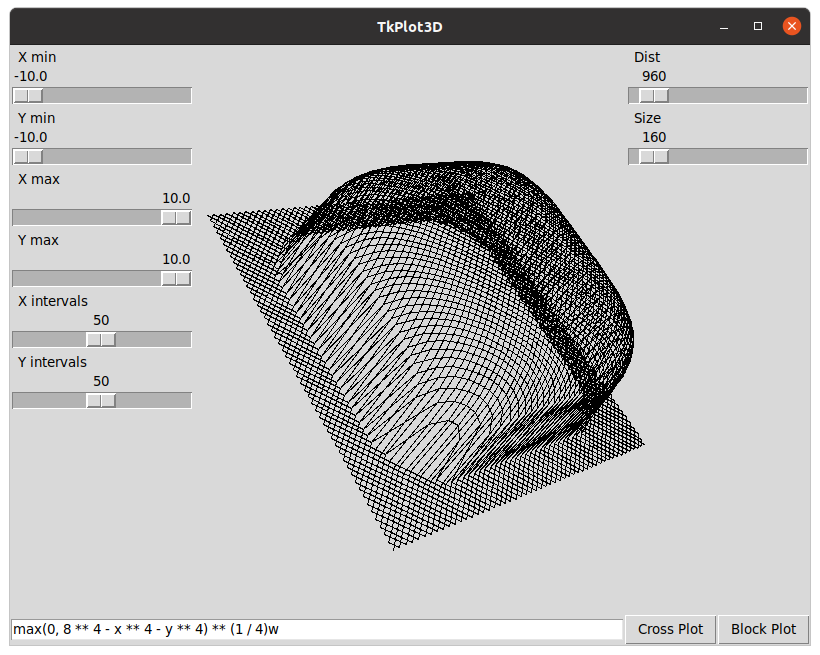 TkPlot3D
X min
-10.0
Y min
-10.0
X max
10.0
Y max
10.0
X intervals
50
Y intervals
50
Dist
960
Size
160
max(0, 8 ** 4 - x ** 4 - y ** 4) ** (1 / 4)w
Cross Plot
Block Plot